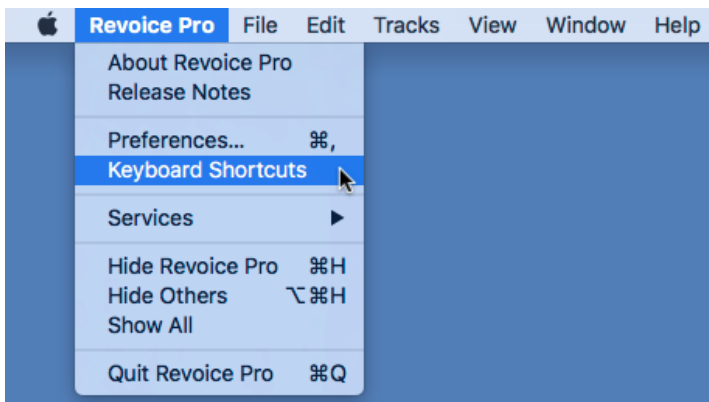 Revoice Pro File Edit Tracks View Window Help
About Revoice Pro
Release Notes
Preferences... ⌘,
Keyboard Shortcuts
Services ▶
Hide Revoice Pro ⌘H
Hide Others ⌥⌘H
Show All
Quit Revoice Pro ⌘Q